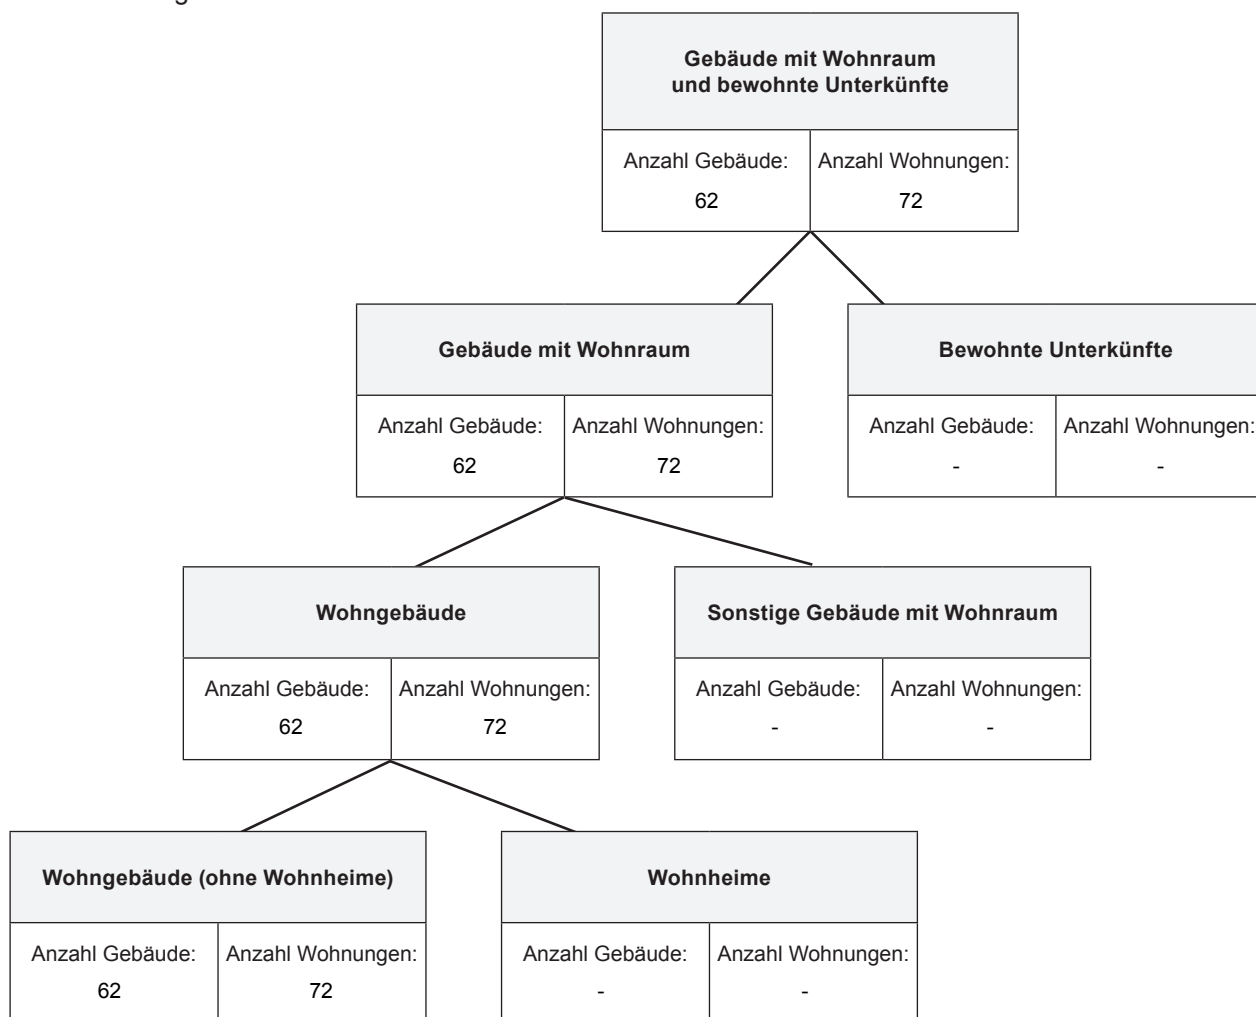 Gebäude mit Wohnraum
und bewohnte Unterkünfte
Anzahl Gebäude: Anzahl Wohnungen:
62 72
Gebäude mit Wohnraum Bewohnte Unterkünfte
Anzahl Gebäude: Anzahl Wohnungen: Anzahl Gebäude: Anzahl Wohnungen:
62 72 - -
Wohngebäude Sonstige Gebäude mit Wohnraum
Anzahl Gebäude: Anzahl Wohnungen: Anzahl Gebäude: Anzahl Wohnungen:
62 72 - -
Wohngebäude (ohne Wohnheime) Wohnheime
Anzahl Gebäude: Anzahl Wohnungen: Anzahl Gebäude: Anzahl Wohnungen:
62 72 - -